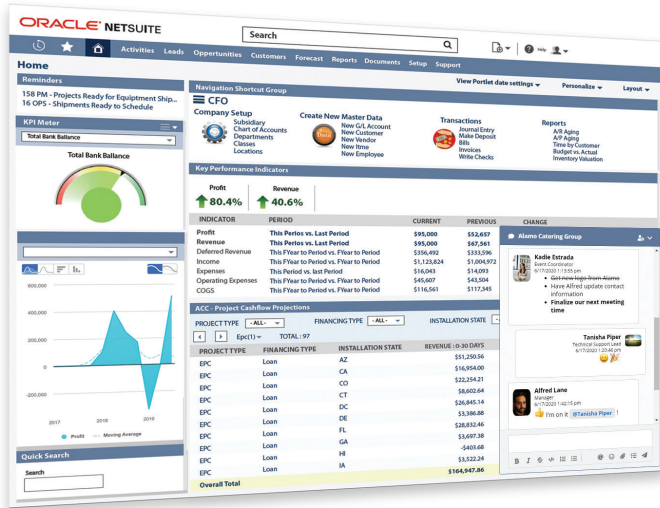 ORACLE NETSUITE
Search
Help
Activities Leads Opportunities Customers Forecast Reports Documents Setup Support
Home
View Portlet date settings Personalize Layout
Reminders
158 PM - Projects Ready for Equiptment Ship...
16 OPS - Shipments Ready to Schedule
KPI Meter
Total Bank Ballance
Total Bank Ballance
600,000
400,000
200,000
0
-200,000
2017 2018 2019
Profit Moving Average
Quick Search
Search
Navigation Shortcut Group
CFO
Company Setup
Subsidiary
Chart of Accounts
Departments
Classes
Locations
Create New Master Data
New G/L Account
New Customer
New Vendor
New Itme
New Employee
Transactions
Journal Entry
Make Deposit
Bills
Invoices
Write Checks
Reports
A/R Aging
A/P Aging
Time by Customer
Budget vs. Actual
Inventory Valuation
Key Performance Indicators
Profit Revenue
80.4% 40.6%
INDICATOR PERIOD CURRENT PREVIOUS CHANGE
Profit This Perios vs. Last Period $95,000 $52,657
Revenue This Period vs. Last Period $95,000 $67,561
Deferred Revenue This FYear to Period vs. Last Period $356,492 $333,596
Income This FYear to Period vs. Last Period $1,123,824 $1,004,972
Expenses This Period vs. last Period $16,043 $14,093
Operating Expenses This FYear to Period vs. Last Period $45,607 $43,504
COGS This FYear to Period vs. Last Period $116,561 $117,345
ACC - Project Cashflow Projections
PROJECT TYPE - ALL - FINANCING TYPE - ALL - INSTALLATION STATE
Epc(1) TOTAL : 97
PROJECT TYPE FINANCING TYPE INSTALLATION STATE REVENUE : 0-30 DAYS
EPC Loan AZ $51,250.56
EPC Loan CA $16,954.00
EPC Loan CO $22,254.21
EPC Loan CT $8,602.64
EPC Loan DC $26,845.14
EPC Loan DE $3,386.88
EPC Loan FL $28,832.46
EPC Loan GA $3,697.38
EPC Loan HI -$403.68
EPC Loan IA $3,522.24
Overall Total $164,947.86
Alamo Catering Group
Kadie Estrada
Event Coordinator
6/17/2020 1:13:55 pm
Got new logo from Alamo
Have Alfred update contact
information
Finalize our next meeting
time
Tanisha Piper
Technical Support Lead
6/17/2020 1:20:46 pm
Alfred Lane
Manager
6/17/2020 1:42:15 pm
I'm on it @Tanisha Piper !